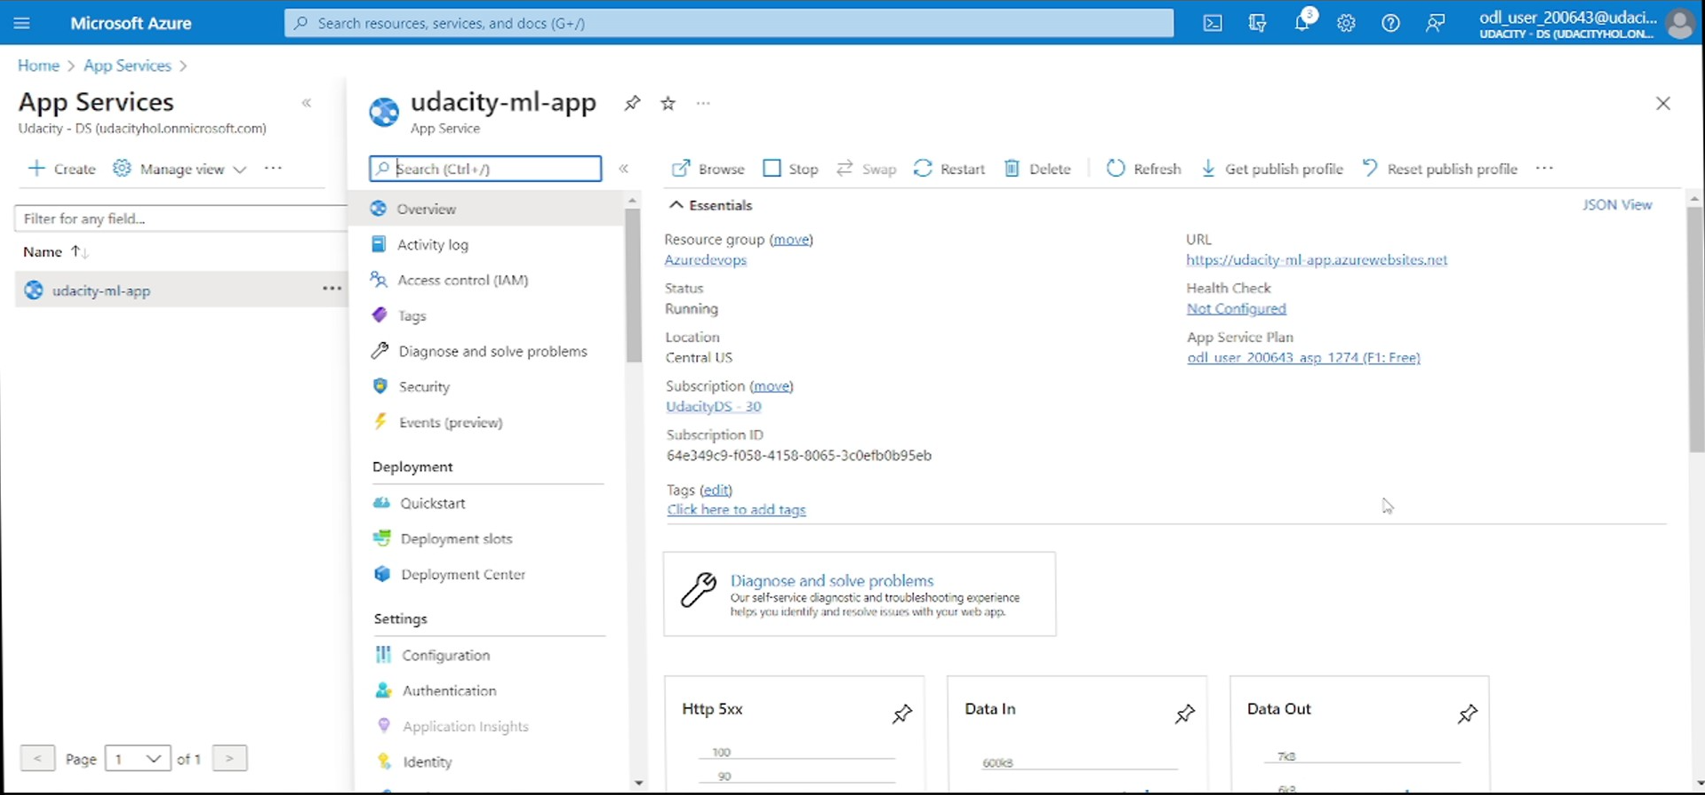 Microsoft Azure
Search resources, services, and docs (G+/)
3
odl_user_200643@udaci...
UDACITY - DS (UDACITYHOL.ON...
Home > App Services >
App Services
Udacity - DS (udacityhol.onmicrosoft.com)
+ Create
Manage view
...
Filter for any field...
Name ↑↓
udacity-ml-app
...
< Page 1 of 1 >
udacity-ml-app
...
App Service
Search (Ctrl+/)
«
Overview
Activity log
Access control (IAM)
Tags
Diagnose and solve problems
Security
Events (preview)
Deployment
Quickstart
Deployment slots
Deployment Center
Settings
Configuration
Authentication
Application Insights
Identity
Browse
Stop
Swap
Restart
Delete
Refresh
Get publish profile
Reset publish profile
...
Essentials
JSON View
Resource group (move)
Azuredevops
Status
Running
Location
Central US
Subscription (move)
UdacityDS - 30
Subscription ID
64e349c9-f058-4158-8065-3c0efb0b95eb
Tags (edit)
Click here to add tags
URL
https://udacity-ml-app.azurewebsites.net
Health Check
Not Configured
App Service Plan
odl_user_200643_asp_1274 (F1: Free)
Diagnose and solve problems
Our self-service diagnostic and troubleshooting experience
helps you identify and resolve issues with your web app.
Http 5xx
100
90
Data In
600kB
Data Out
7kB
6kB